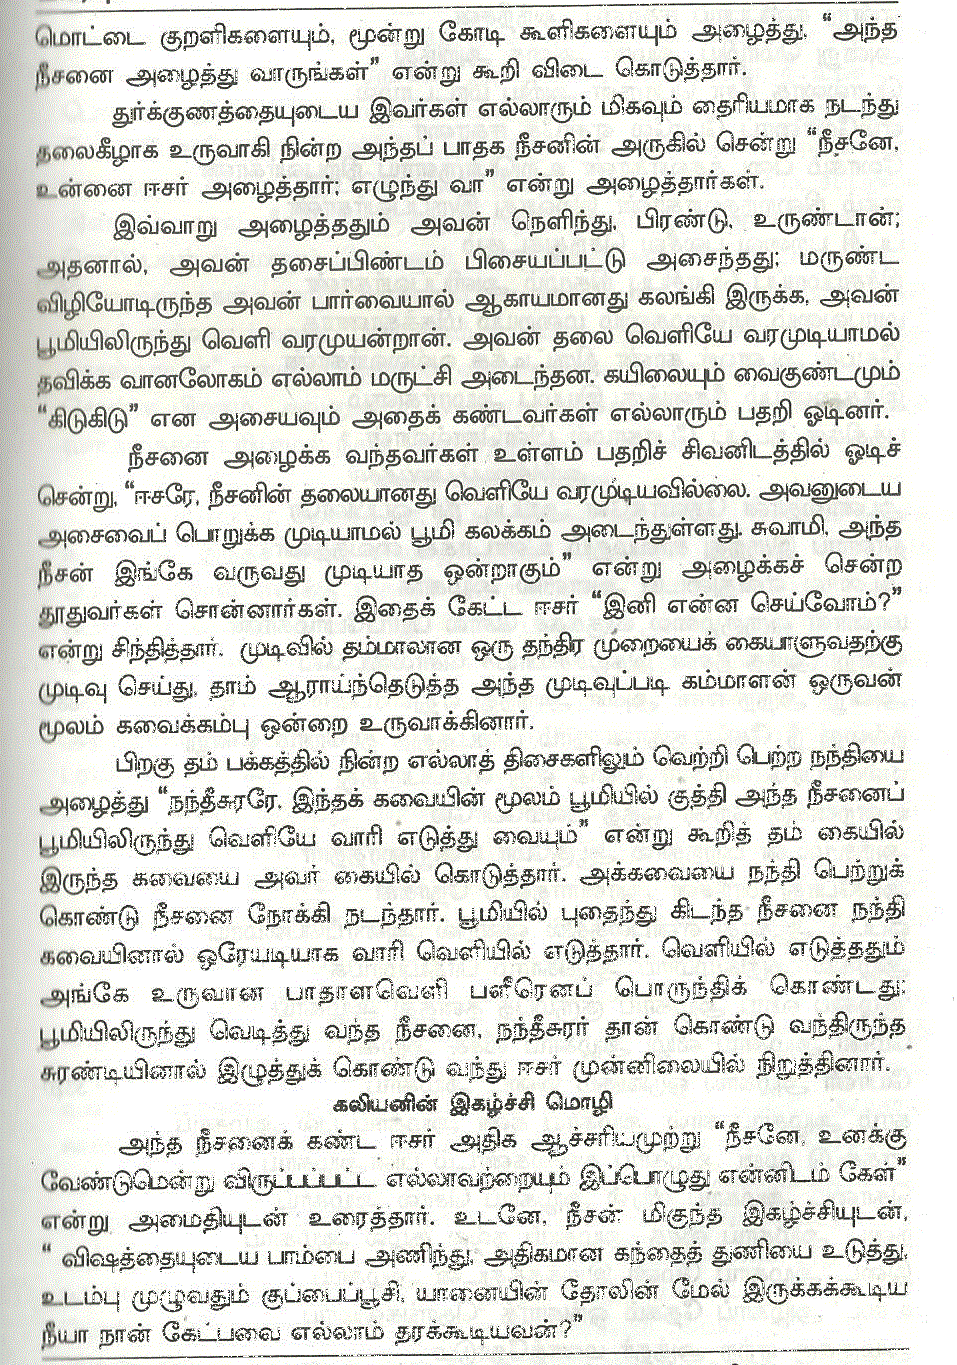 மொட்டை குறளிகளையும், மூன்று கோடி கூளிகளையும் அழைத்து, “அந்த
நீசனை அழைத்து வாருங்கள்” என்று கூறி விடை கொடுத்தார்.
துர்க்குணத்தையுடைய இவர்கள் எல்லாரும் மிகவும் தைரியமாக நடந்து
தலைகீழாக உருவாகி நின்ற அந்தப் பாதக நீசனின் அருகில் சென்று “நீசனே,
உன்னை ஈசர் அழைத்தார்; எழுந்து வா” என்று அழைத்தார்கள்.
இவ்வாறு அழைத்ததும் அவன் நெளிந்து, பிரண்டு, உருண்டான்;
அதனால், அவன் தசைப்பிண்டம் பிசையப்பட்டு அசைந்தது; மருண்ட
விழியோடிருந்த அவன் பார்வையால் ஆகாயமானது கலங்கி இருக்க, அவன்
பூமியிலிருந்து வெளி வரமுயன்றான். அவன் தலை வெளியே வரமுடியாமல்
தவிக்க வானலோகம் எல்லாம் மருட்சி அடைந்தன. கயிலையும் வைகுண்டமும்
“கிடுகிடு” என அசையவும் அதைக் கண்டவர்கள் எல்லாரும் பதறி ஓடினர்.
நீசனை அழைக்க வந்தவர்கள் உள்ளம் பதறிச் சிவனிடத்தில் ஓடிச்
சென்று, “ஈசரே, நீசனின் தலையானது வெளியே வரமுடியவில்லை. அவனுடைய
அசைவைப் பொறுக்க முடியாமல் பூமி கலக்கம் அடைந்துள்ளது. சுவாமி, அந்த
நீசன் இங்கே வருவது முடியாத ஒன்றாகும்” என்று அழைக்கச் சென்ற
தூதுவர்கள் சொன்னார்கள். இதைக் கேட்ட ஈசர் “இனி என்ன செய்வோம்?”
என்று சிந்தித்தார். முடிவில் தம்மாலான ஒரு தந்திர முறையைக் கையாளுவதற்கு
முடிவு செய்து, தாம் ஆராய்ந்தெடுத்த அந்த முடிவுப்படி கம்மாளன் ஒருவன்
மூலம் கவைக்கம்பு ஒன்றை உருவாக்கினார்.
பிறகு தம் பக்கத்தில் நின்ற எல்லாத் திசைகளிலும் வெற்றி பெற்ற நந்தியை
அழைத்து “நந்தீசுரரே, இந்தக் கவையின் மூலம் பூமியில் குத்தி அந்த நீசனைப்
பூமியிலிருந்து வெளியே வாரி எடுத்து வையும்” என்று கூறித் தம் கையில்
இருந்த கவையை அவர் கையில் கொடுத்தார். அக்கவையை நந்தி பெற்றுக்
கொண்டு நீசனை நோக்கி நடந்தார். பூமியில் புதைந்து கிடந்த நீசனை நந்தி
கவையினால் ஒரேயடியாக வாரி வெளியில் எடுத்தார். வெளியில் எடுத்ததும்
அங்கே உருவான பாதாளவெளி பளீரெனப் பொருந்திக் கொண்டது;
பூமியிலிருந்து வெடித்து வந்த நீசனை, நந்தீசுரர் தான் கொண்டு வந்திருந்த
சுரண்டியினால் இழுத்துக் கொண்டு வந்து ஈசர் முன்னிலையில் நிறுத்தினார்.
கலியனின் இகழ்ச்சி மொழி
அந்த நீசனைக் கண்ட ஈசர் அதிக ஆச்சரியமுற்று “நீசனே, உனக்கு
வேண்டுமென்று விருப்பப்பட்ட எல்லாவற்றையும் இப்பொழுது என்னிடம் கேள்”
என்று அமைதியுடன் உரைத்தார். உடனே, நீசன் மிகுந்த இகழ்ச்சியுடன்,
“ விஷத்தையுடைய பாம்பை அணிந்து, அதிகமான கந்தைத் துணியை உடுத்து,
உடம்பு முழுவதும் குப்பைப்பூசி, யானையின் தோலின் மேல் இருக்கக்கூடிய
நீயா நான் கேட்பவை எல்லாம் தரக்கூடியவன்?”